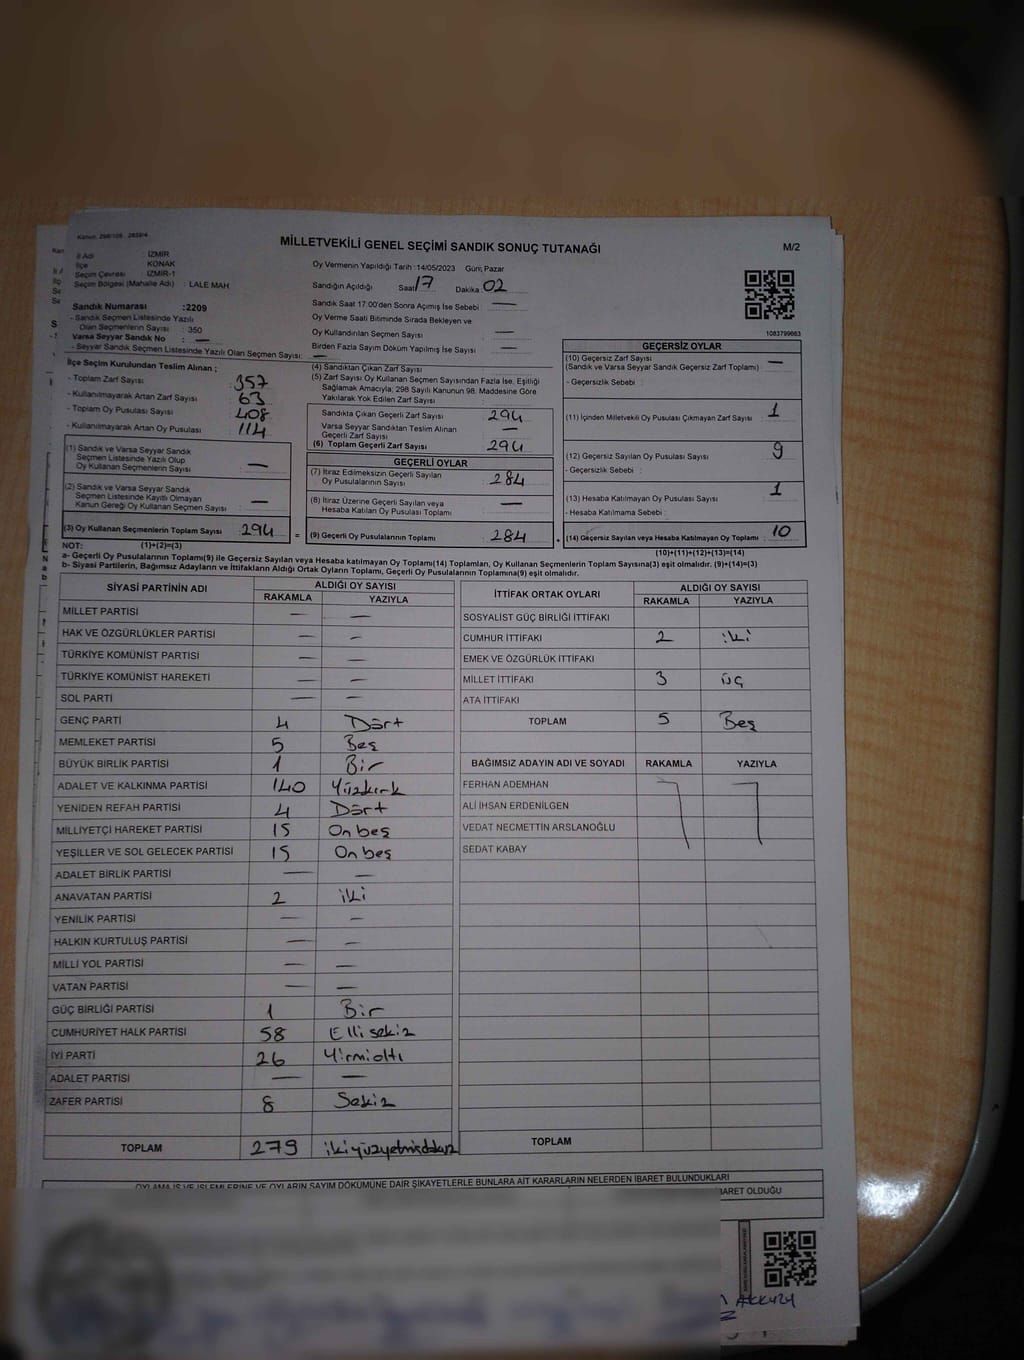 Kanun: 298/105 , 2839/4
MİLLETVEKİLİ GENEL SEÇİMİ SANDIK SONUÇ TUTANAĞI
M/2
İl Adı : İZMİR
İlçe : KONAK
Seçim Çevresi : İZMİR-1
Seçim Bölgesi (Mahalle Adı) : LALE MAH
Sandık Numarası :2209
- Sandık Seçmen Listesinde Yazılı
Olan Seçmenlerin Sayısı : 350
Varsa Seyyar Sandık No : —
- Seyyar Sandık Seçmen Listesinde Yazılı Olan Seçmen Sayısı: —
Oy Vermenin Yapıldığı Tarih :14/05/2023 Günü, Pazar
Sandığın Açıldığı Saat 17 Dakika 02
Sandık Saat 17:00'den Sonra Açılmış İse Sebebi : —
Oy Verme Saati Bitiminde Sırada Bekleyen ve
Oy Kullandırılan Seçmen Sayısı : —
Birden Fazla Sayım Döküm Yapılmış İse Sayısı : —
1083799663
İlçe Seçim Kurulundan Teslim Alınan ;
- Toplam Zarf Sayısı : 357
- Kullanılmayarak Artan Zarf Sayısı : 63
- Toplam Oy Pusulası Sayısı : 408
- Kullanılmayarak Artan Oy Pusulası : 114
(1) Sandık ve Varsa Seyyar Sandık
Seçmen Listesinde Yazılı Olup
Oy Kullanan Seçmenlerin Sayısı : —
(2) Sandık ve Varsa Seyyar Sandık
Seçmen Listesinde Kayıtlı Olmayan
Kanun Gereği Oy Kullanan Seçmen Sayısı : —
(3) Oy Kullanan Seçmenlerin Toplam Sayısı : 294 =
(1)+(2)=(3)
(4) Sandıktan Çıkan Zarf Sayısı :
(5) Zarf Sayısı Oy Kullanan Seçmen Sayısından Fazla İse, Eşitliği
Sağlamak Amacıyla, 298 Sayılı Kanunun 98. Maddesine Göre
Yakılarak Yok Edilen Zarf Sayısı :
Sandıkta Çıkan Geçerli Zarf Sayısı : 294
Varsa Seyyar Sandıktan Teslim Alınan
Geçerli Zarf Sayısı : —
(6) Toplam Geçerli Zarf Sayısı : 294
GEÇERLİ OYLAR
(7) İtiraz Edilmeksizin Geçerli Sayılan
Oy Pusulalarının Sayısı : 284
(8) İtiraz Üzerine Geçerli Sayılan veya
Hesaba Katılan Oy Pusulası Toplamı : —
(9) Geçerli Oy Pusulalarının Toplamı : 284
GEÇERSİZ OYLAR
(10) Geçersiz Zarf Sayısı : —
(Sandık ve Varsa Seyyar Sandık Geçersiz Zarf Toplamı)
- Geçersizlik Sebebi :
(11) İçinden Milletvekili Oy Pusulası Çıkmayan Zarf Sayısı : 1
(12) Geçersiz Sayılan Oy Pusulası Sayısı : 9
- Geçersizlik Sebebi :
(13) Hesaba Katılmayan Oy Pusulası Sayısı : 1
- Hesaba Katılmama Sebebi :
(14) Geçersiz Sayılan veya Hesaba Katılmayan Oy Toplamı : 10
(10)+(11)+(12)+(13)=(14)
NOT:
a- Geçerli Oy Pusulalarının Toplamı(9) ile Geçersiz Sayılan veya Hesaba katılmayan Oy Toplamı(14) Toplamları, Oy Kullanan Seçmenlerin Toplam Sayısına(3) eşit olmalıdır. (9)+(14)=(3)
b- Siyasi Partilerin, Bağımsız Adayların ve İttifakların Aldığı Ortak Oyların Toplamı, Geçerli Oy Pusulalarının Toplamına(9) eşit olmalıdır.
SİYASİ PARTİNİN ADI ALDIĞI OY SAYISI
RAKAMLA YAZIYLA
MİLLET PARTİSİ — —
HAK VE ÖZGÜRLÜKLER PARTİSİ — —
TÜRKİYE KOMÜNİST PARTİSİ — —
TÜRKİYE KOMÜNİST HAREKETİ — —
SOL PARTİ — —
GENÇ PARTİ 4 Dört
MEMLEKET PARTİSİ 5 Beş
BÜYÜK BİRLİK PARTİSİ 1 Bir
ADALET VE KALKINMA PARTİSİ 140 Yüzkırk
YENİDEN REFAH PARTİSİ 4 Dört
MİLLİYETÇİ HAREKET PARTİSİ 15 On beş
YEŞİLLER VE SOL GELECEK PARTİSİ 15 On beş
ADALET BİRLİK PARTİSİ — —
ANAVATAN PARTİSİ 2 iki
YENİLİK PARTİSİ — —
HALKIN KURTULUŞ PARTİSİ — —
MİLLİ YOL PARTİSİ — —
VATAN PARTİSİ — —
GÜÇ BİRLİĞİ PARTİSİ 1 Bir
CUMHURİYET HALK PARTİSİ 58 Elli sekiz
İYİ PARTİ 26 Yirmialtı
ADALET PARTİSİ — —
ZAFER PARTİSİ 8 Sekiz
TOPLAM 279 ikiyüzyetmişdokuz
İTTİFAK ORTAK OYLARI ALDIĞI OY SAYISI
RAKAMLA YAZIYLA
SOSYALİST GÜÇ BİRLİĞİ İTTİFAKI
CUMHUR İTTİFAKI 2 iki
EMEK VE ÖZGÜRLÜK İTTİFAKI
MİLLET İTTİFAKI 3 üç
ATA İTTİFAKI
TOPLAM 5 Beş
BAĞIMSIZ ADAYIN ADI VE SOYADI RAKAMLA YAZIYLA
FERHAN ADEMHAN
ALİ İHSAN ERDENİLGEN
VEDAT NECMETTİN ARSLANOĞLU
SEDAT KABAY
TOPLAM
OYLAMA İŞ VE İŞLEMLERİNE VE OYLARIN SAYIM DÖKÜMÜNE DAİR ŞİKAYETLERLE BUNLARA AİT KARARLARIN NELERDEN İBARET BULUNDUKLARI
BARET OLDUĞU